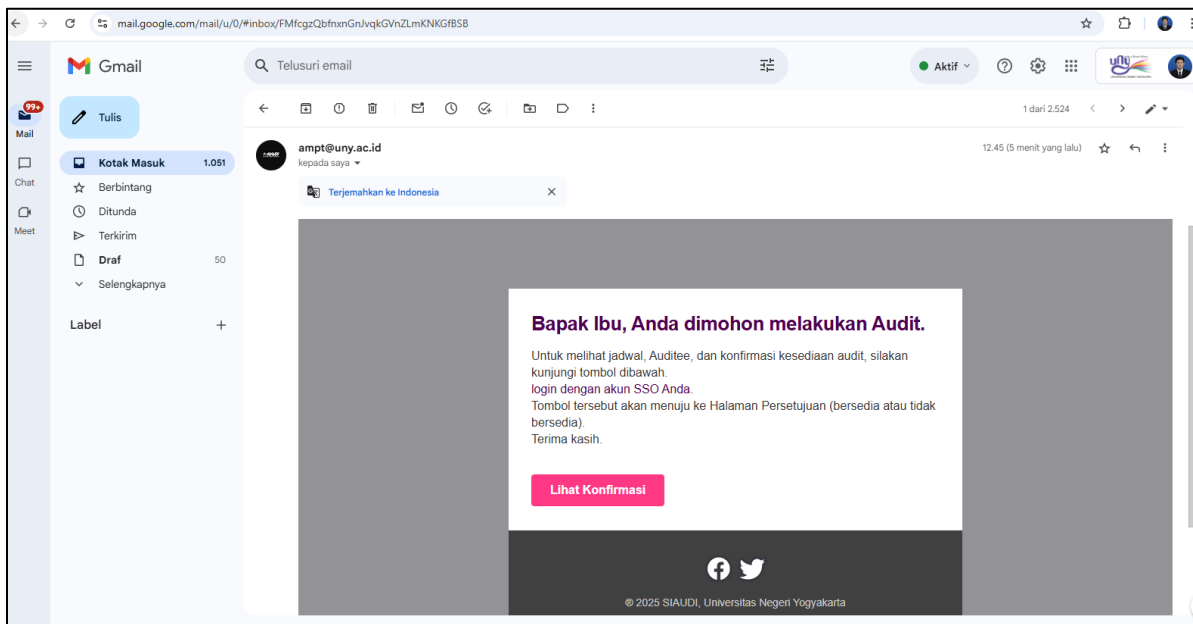 mail.google.com/mail/u/0/#inbox/FMfcgzQbfnxnGnJvqkGVnZLmKNKGfBSB
Gmail
Telusuri email
Aktif
uny
99+
Mail
Tulis
1 dari 2.524
Kotak Masuk 1.051
ampt@uny.ac.id
12.45 (5 menit yang lalu)
kepada saya
Chat
Berbintang
Terjemahkan ke Indonesia
Ditunda
Meet
Terkirim
Draf 50
Selengkapnya
Label
Bapak Ibu, Anda dimohon melakukan Audit.
Untuk melihat jadwal, Auditee, dan konfirmasi kesediaan audit, silakan
kunjungi tombol dibawah.
login dengan akun SSO Anda.
Tombol tersebut akan menuju ke Halaman Persetujuan (bersedia atau tidak
bersedia).
Terima kasih.
Lihat Konfirmasi
® 2025 SIAUDI, Universitas Negeri Yogyakarta